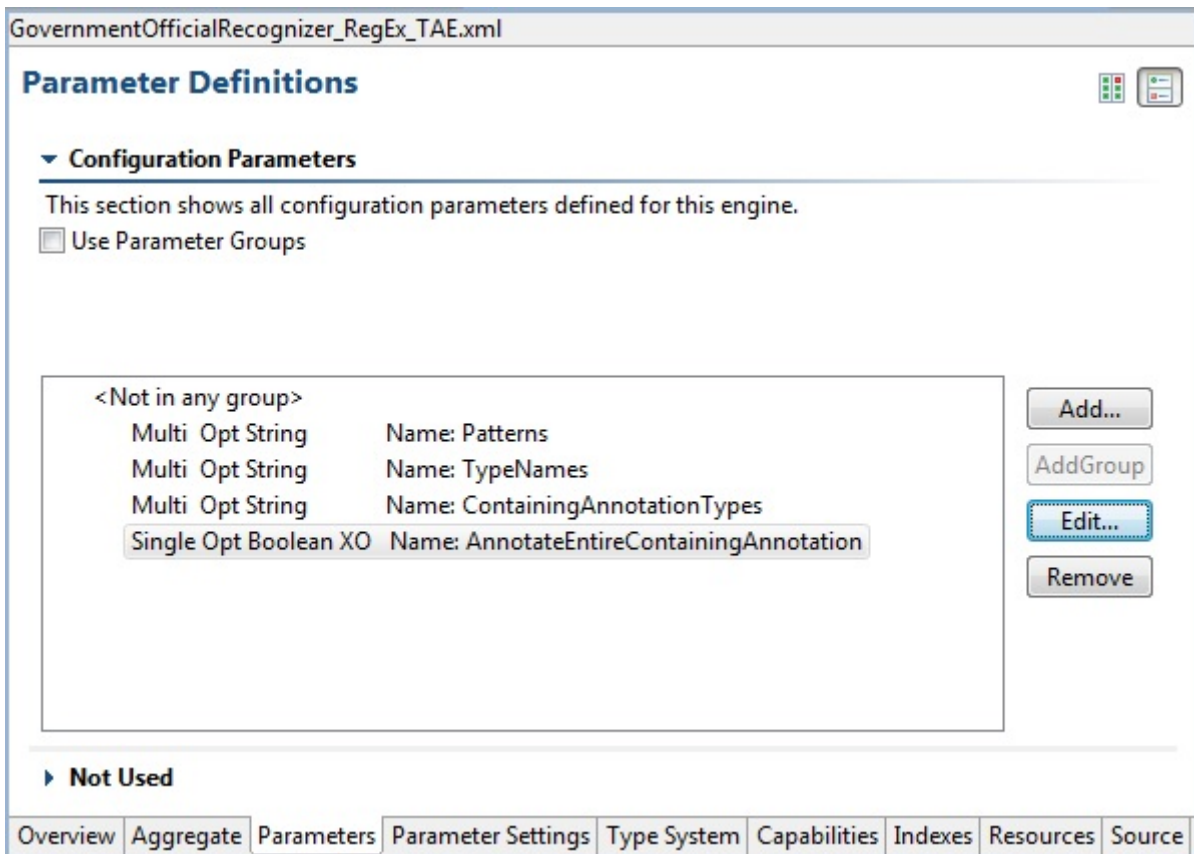 GovernmentOfficialRecognizer_RegEx_TAE.xml
Parameter Definitions
Configuration Parameters
This section shows all configuration parameters defined for this engine.
Use Parameter Groups
<Not in any group>
Multi Opt String Name: Patterns
Multi Opt String Name: TypeNames
Multi Opt String Name: ContainingAnnotationTypes
Single Opt Boolean XO Name: AnnotateEntireContainingAnnotation
Add...
AddGroup
Edit...
Remove
Not Used
Overview Aggregate Parameters Parameter Settings Type System Capabilities Indexes Resources Source